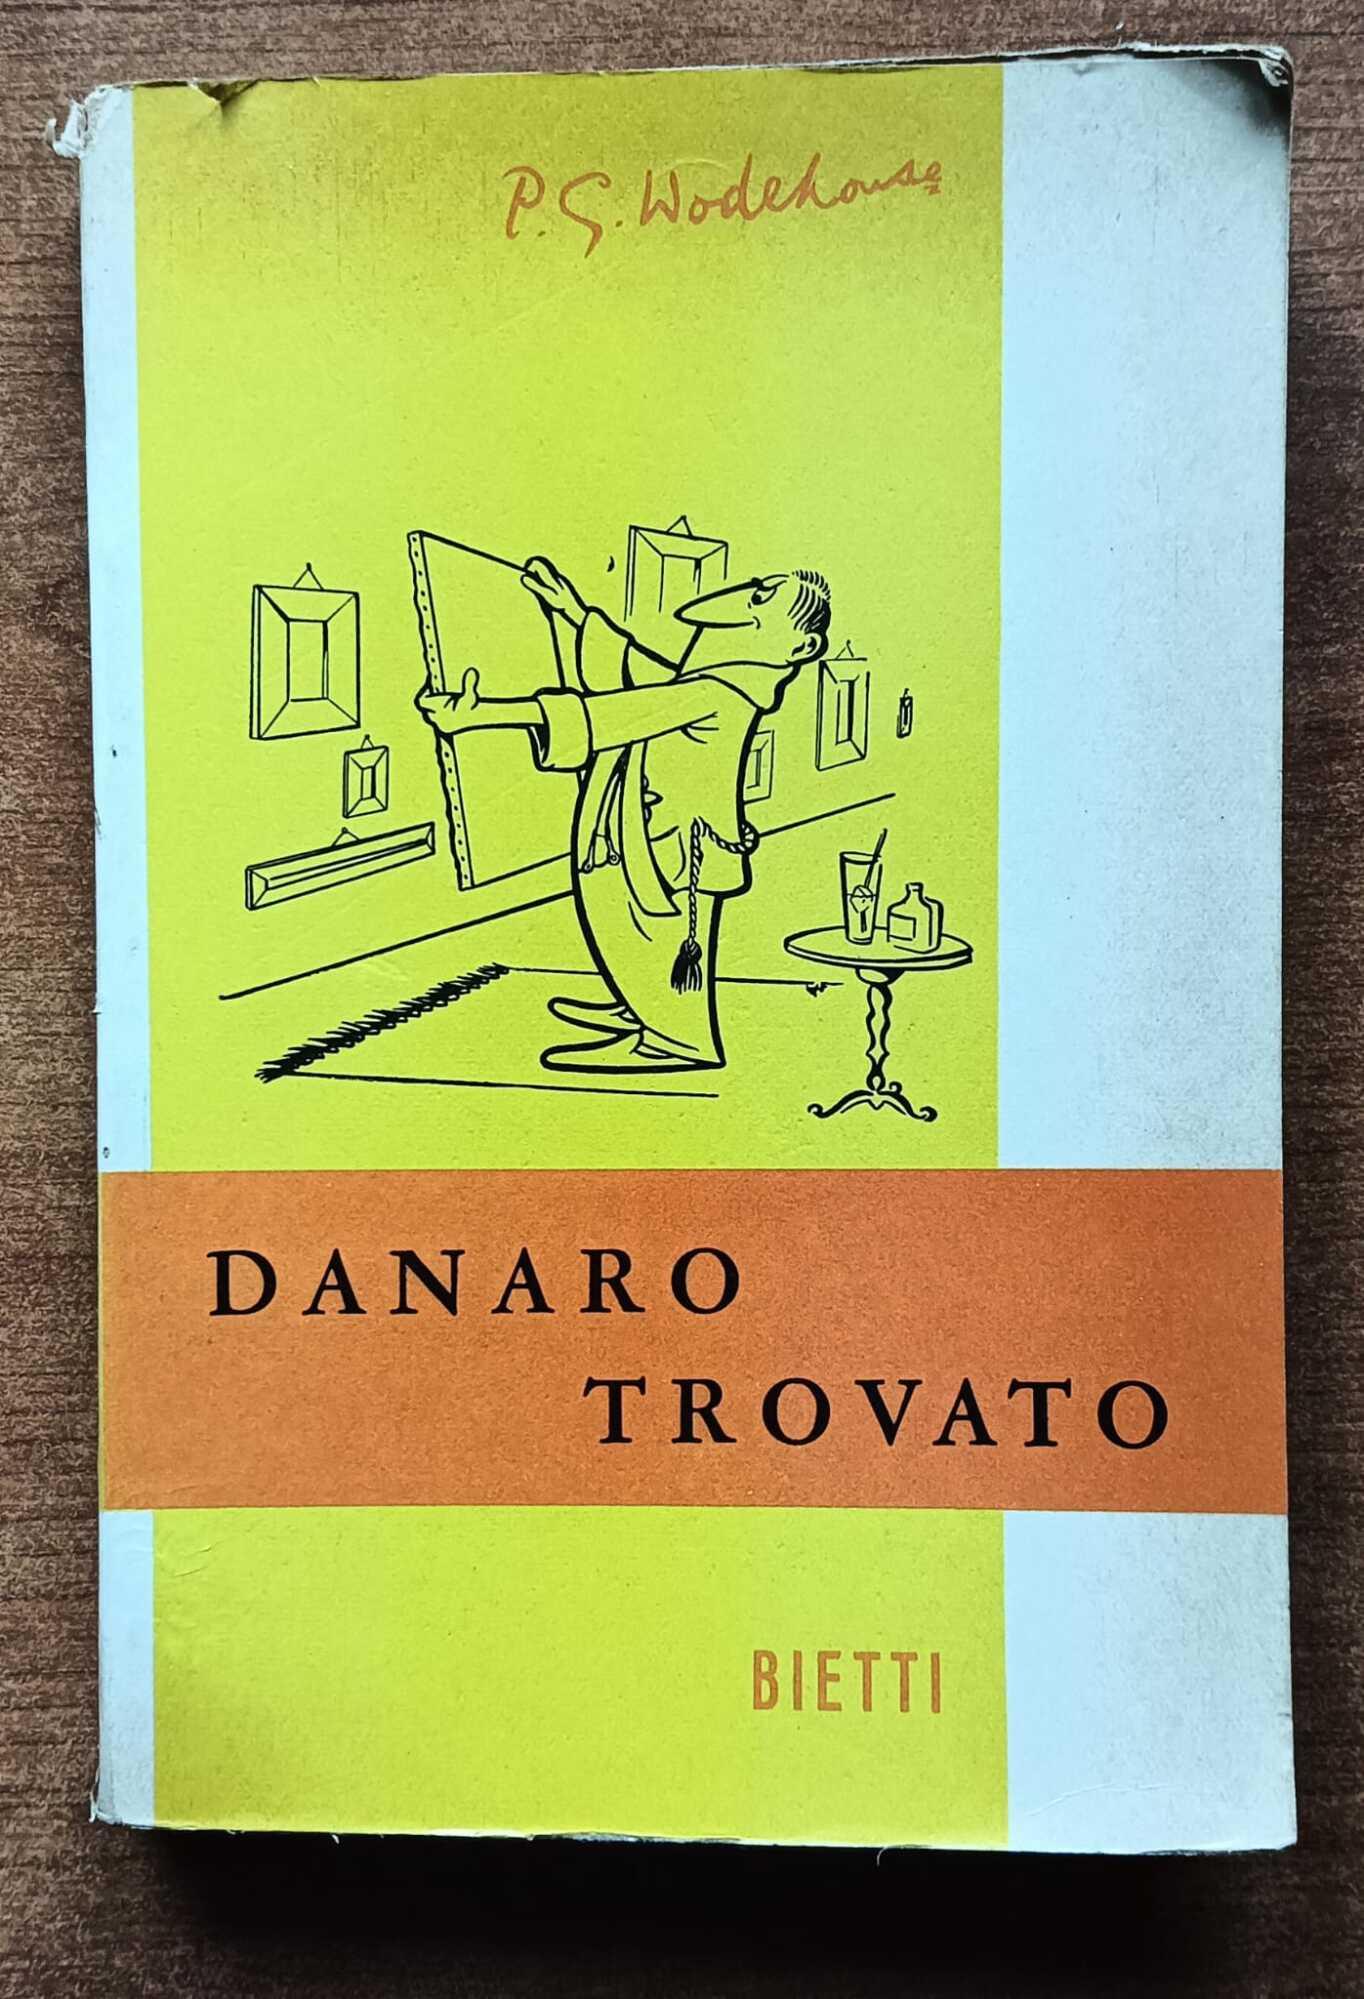 P. G. Wodehouse
DANARO
TROVATO
BIETTI